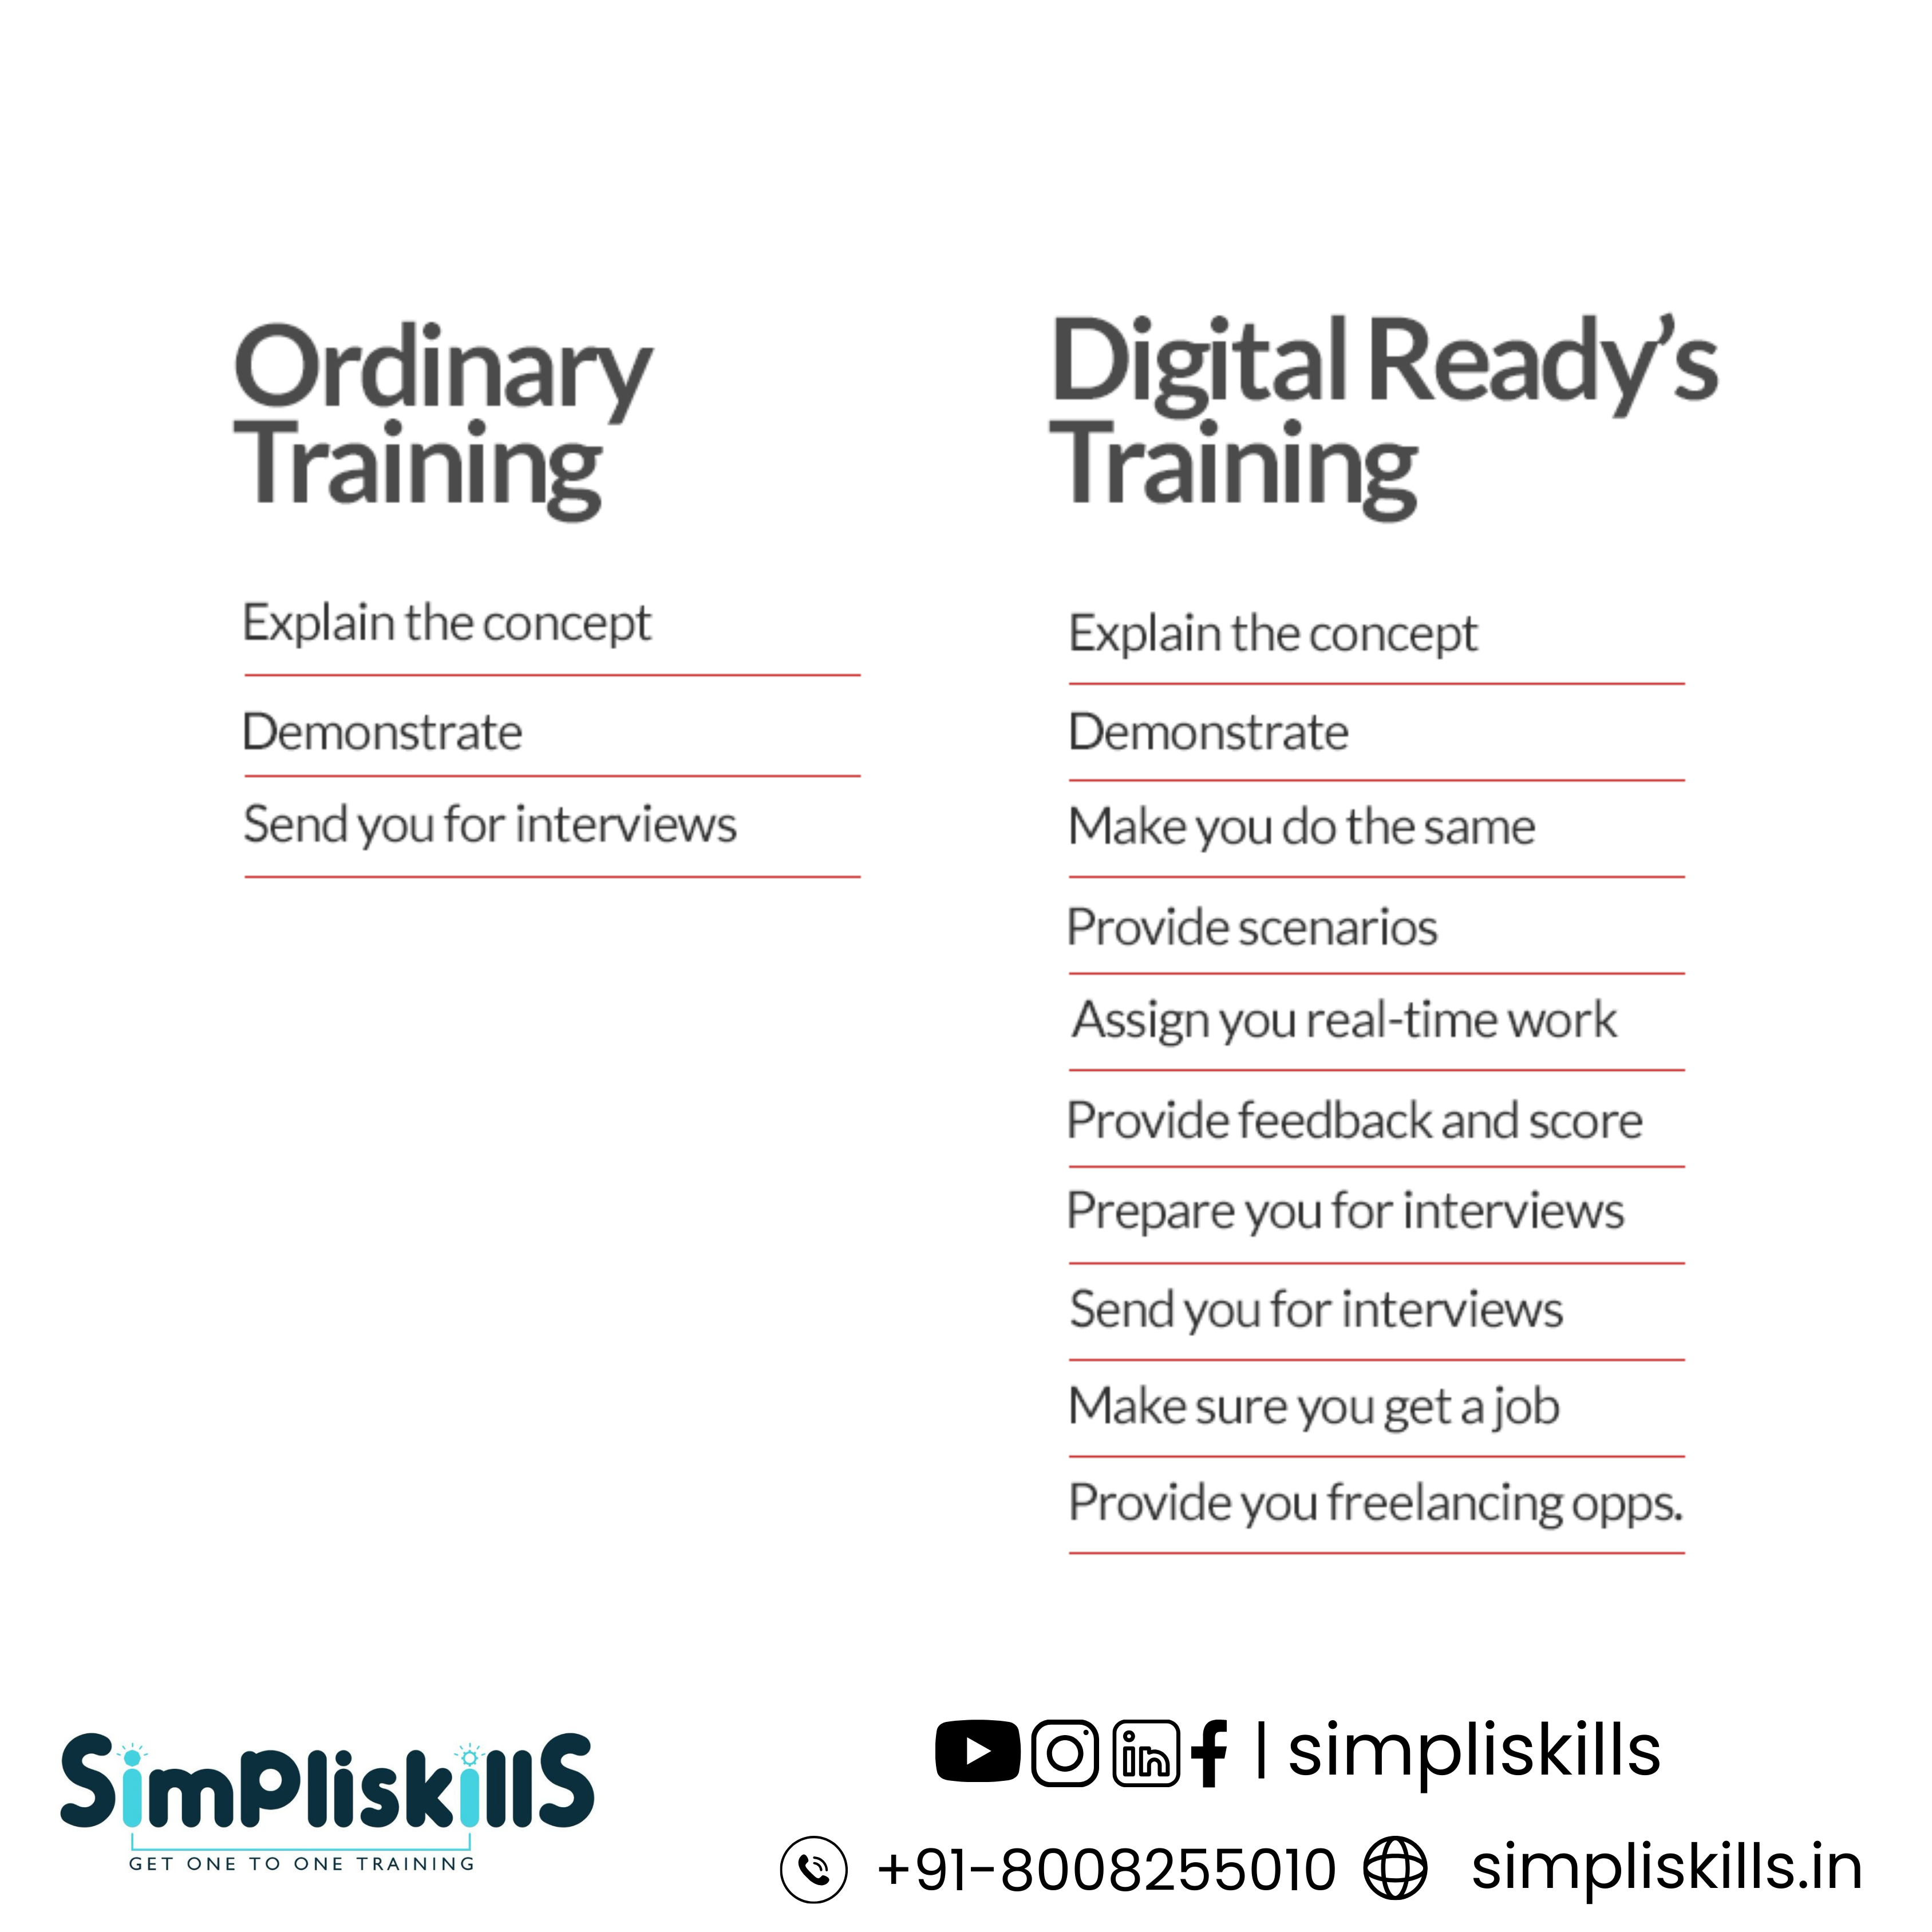 Ordinary
Training
Explain the concept
Demonstrate
Send you for interviews
Digital Ready’s
Training
Explain the concept
Demonstrate
Make you do the same
Provide scenarios
Assign you real-time work
Provide feedback and score
Prepare you for interviews
Send you for interviews
Make sure you get a job
Provide you freelancing opps.
SimPliskillS
GET ONE TO ONE TRAINING
| simpliskills
+91-8008255010 simpliskills.in